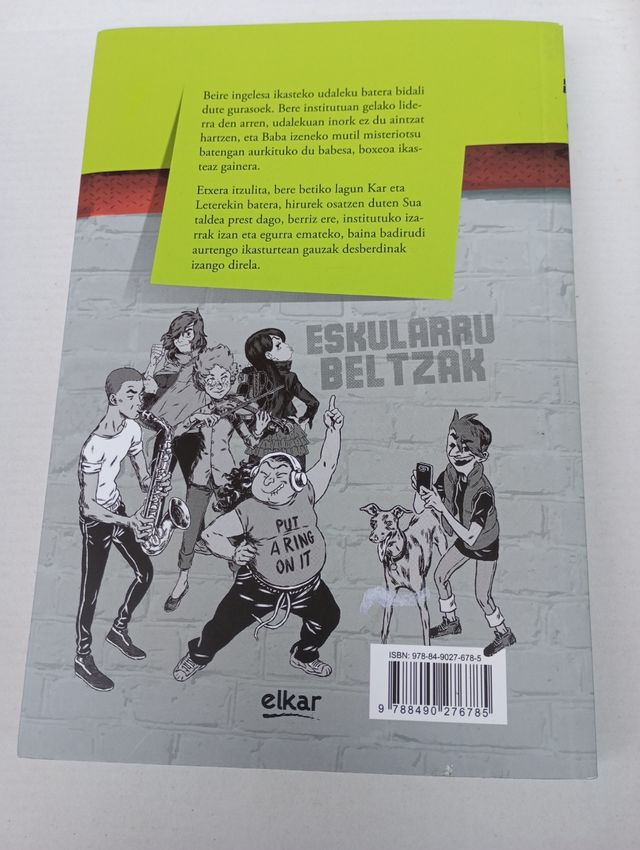 Beire ingelesa ikasteko udaleku batera bidali
dute gurasoek. Bere institutuan gelako lide-
rra den arren, udalekuan inork ez du aintzat
hartzen, eta Baba izeneko mutil misteriotsu
batengan aurkituko du babesa, boxeoa ikas-
teaz gainera.
Etxera itzulita, bere betiko lagun Kar eta
Leterekin batera, hirurek osatzen duten Sua
taldea prest dago, berriz ere, institutuko iza-
rrak izan eta egurra emateko, baina badirudi
aurtengo ikasturtean gauzak desberdinak
izango direla.
ESKULARRU
BELTZAK
PUT
A RING
ON IT
ISBN: 978-84-9027-678-5
9 788490 276785
elkar